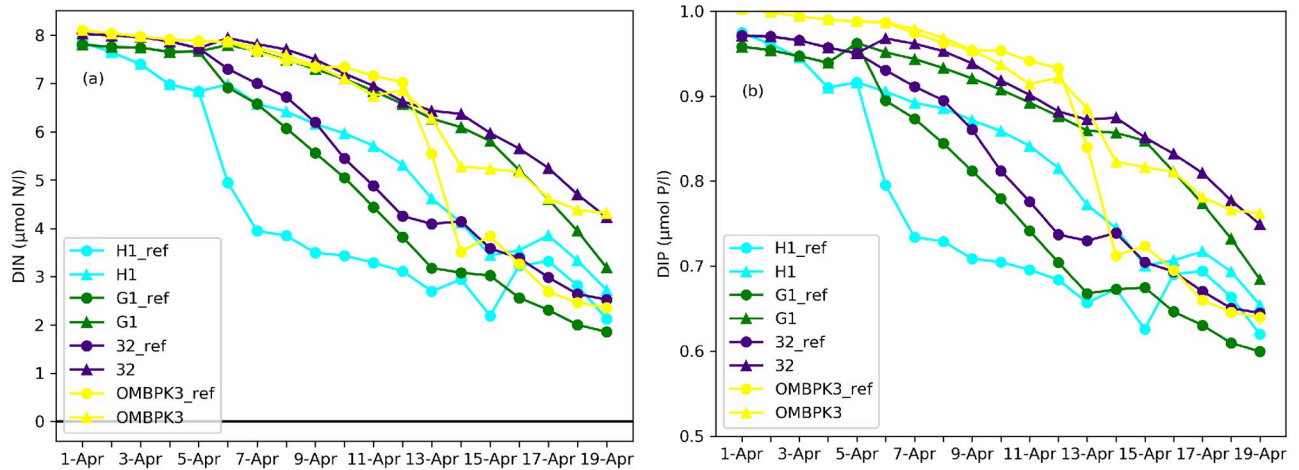 8
7
6
5
4
3
2
1
0
DIN (µmol N/l)
(a)
H1_ref
H1
G1_ref
G1
32_ref
32
OMBPK3_ref
OMBPK3
1-Apr 3-Apr 5-Apr 7-Apr 9-Apr 11-Apr 13-Apr 15-Apr 17-Apr 19-Apr
1.0
0.9
0.8
0.7
0.6
0.5
DIP (µmol P/l)
(b)
H1_ref
H1
G1_ref
G1
32_ref
32
OMBPK3_ref
OMBPK3
1-Apr 3-Apr 5-Apr 7-Apr 9-Apr 11-Apr 13-Apr 15-Apr 17-Apr 19-Apr